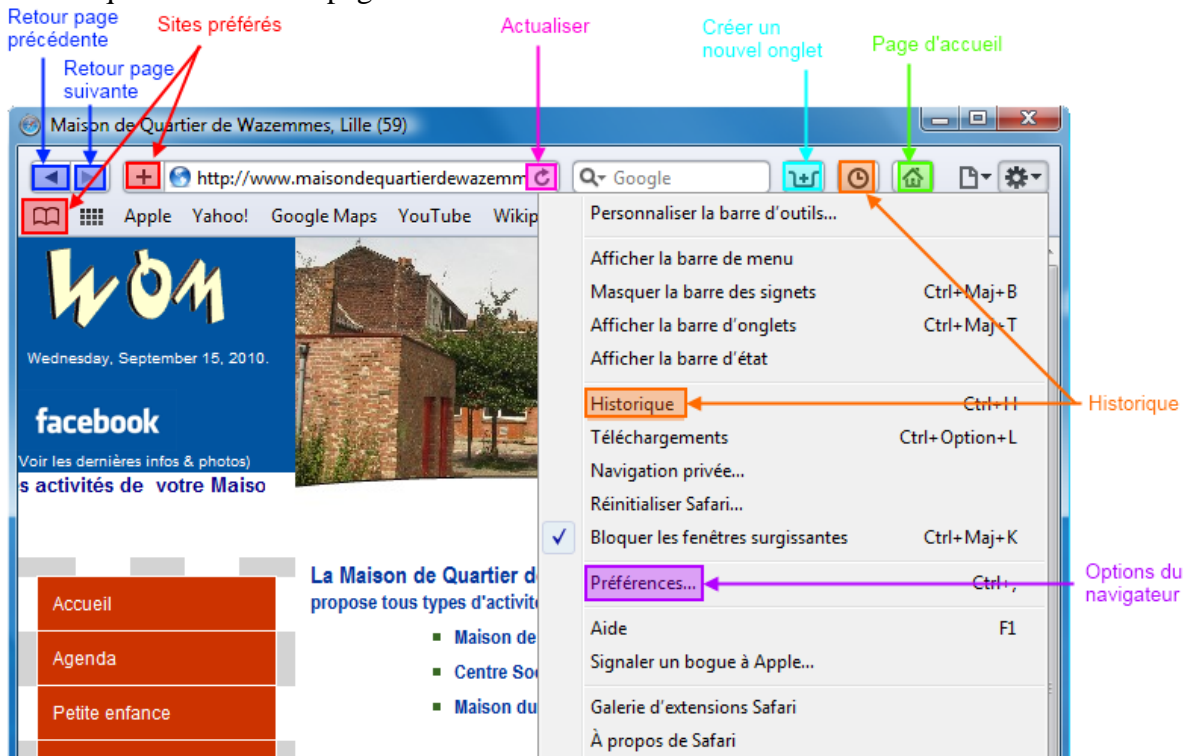 Retour page
précédente
Sites préférés
Actualiser
Créer un
nouvel onglet
Page d'accueil
Retour page
suivante
Maison de Quartier de Wazemmes, Lille (59)
http://www.maisondequartierdewazemm
Google
Apple Yahoo! Google Maps YouTube Wikip
Personnaliser la barre d'outils...
Afficher la barre de menu
Masquer la barre des signets Ctrl+Maj+B
Afficher la barre d'onglets Ctrl+Maj+T
Afficher la barre d'état
Historique Ctrl+H
Historique
Téléchargements Ctrl+Option+L
Navigation privée...
Réinitialiser Safari...
Bloquer les fenêtres surgissantes Ctrl+Maj+K
Préférences... Ctrl+,
Options du
navigateur
Aide F1
Signaler un bogue à Apple...
Galerie d'extensions Safari
À propos de Safari
WOM
Wednesday, September 15, 2010.
facebook
(Voir les dernières infos & photos)
s activités de votre Maiso
La Maison de Quartier d
propose tous types d'activité
Maison de
Centre Soc
Maison du
Accueil
Agenda
Petite enfance